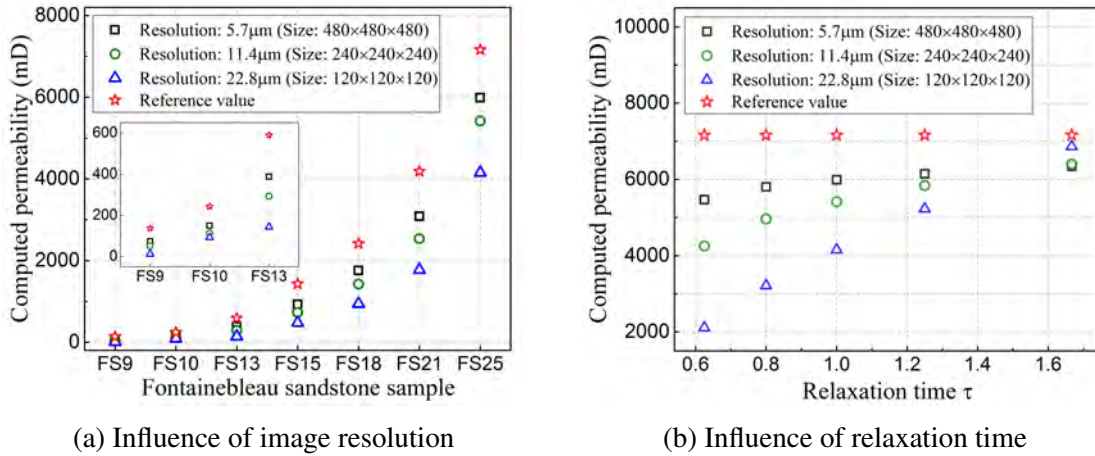 8000
6000
4000
2000
0
Computed permeability (mD)
Resolution: 5.7μm (Size: 480×480×480)
Resolution: 11.4μm (Size: 240×240×240)
Resolution: 22.8μm (Size: 120×120×120)
Reference value
600
400
200
0
FS9 FS10 FS13
FS9 FS10 FS13 FS15 FS18 FS21 FS25
Fontainebleau sandstone sample
(a) Influence of image resolution
10000
8000
6000
4000
2000
Computed permeability (mD)
Resolution: 5.7μm (Size: 480×480×480)
Resolution: 11.4μm (Size: 240×240×240)
Resolution: 22.8μm (Size: 120×120×120)
Reference value
0.6 0.8 1.0 1.2 1.4 1.6
Relaxation time τ
(b) Influence of relaxation time